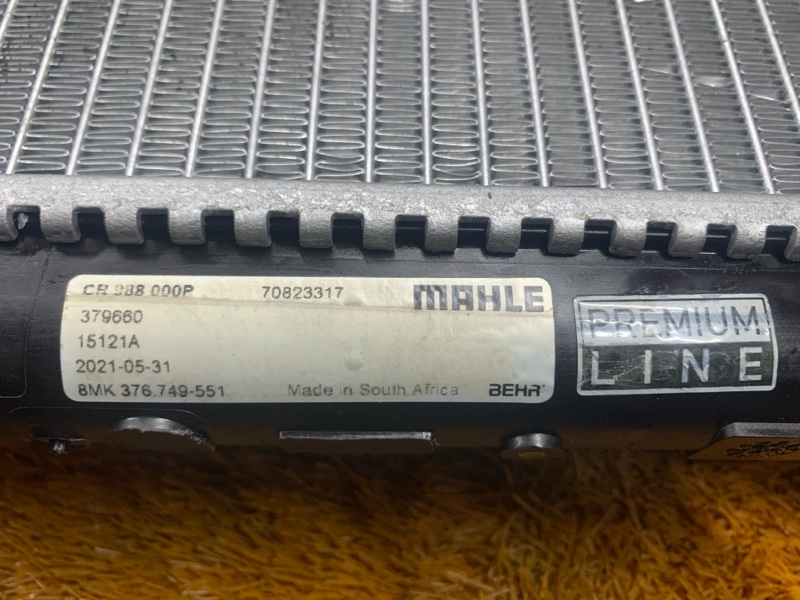 CR 988 000P 70823317 MAHLE
379660
15121A
2021-05-31
8MK 376.749-551 Made in South Africa BEHR
PREMIUM
LINE